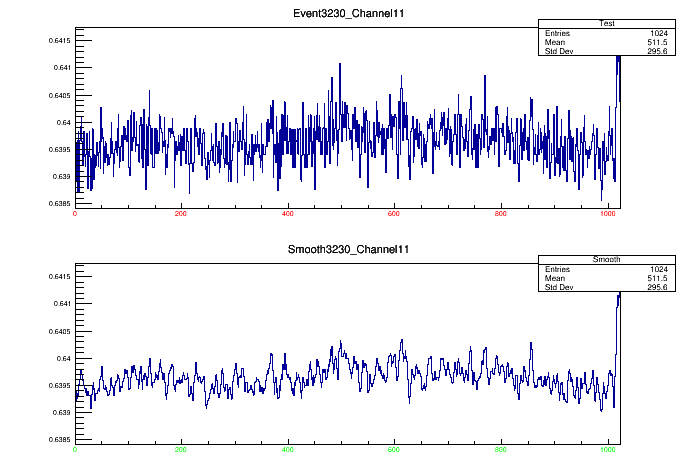 Event3230_Channel11
Test
Entries 1024
Mean 511.5
Std Dev 295.6
0.6415
0.641
0.6405
0.64
0.6395
0.639
0.6385
0 200 400 600 800 1000
Smooth3230_Channel11
Smooth
Entries 1024
Mean 511.5
Std Dev 295.6
0.6415
0.641
0.6405
0.64
0.6395
0.639
0.6385
0 200 400 600 800 1000